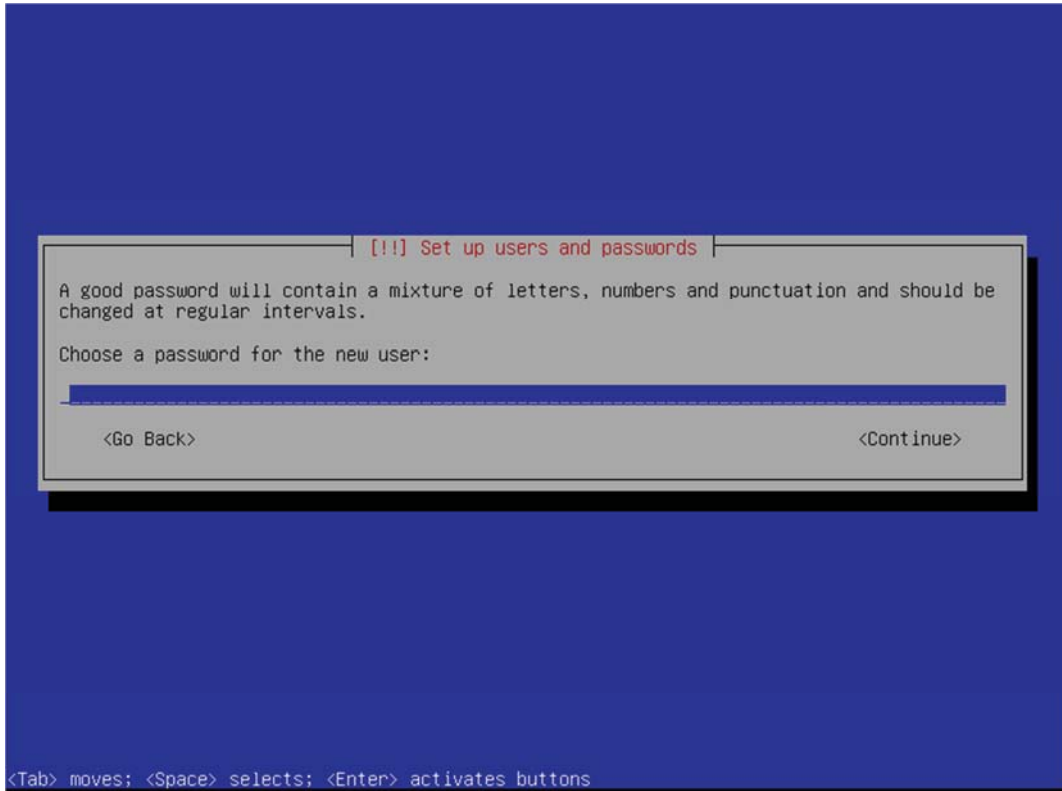 [!!] Set up users and passwords
A good password will contain a mixture of letters, numbers and punctuation and should be
changed at regular intervals.
Choose a password for the new user:
<Go Back> <Continue>
<Tab> moves; <Space> selects; <Enter> activates buttons